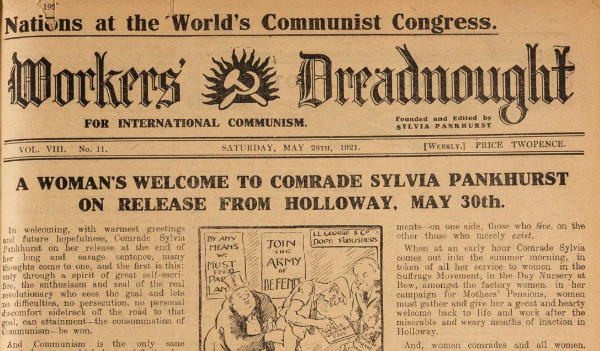 192
Nations at the World's Communist Congress.
Workers' Dreadnought
FOR INTERNATIONAL COMMUNISM.
Founded and Edited by
SYLVIA PANKHURST
VOL. VIII. No. 11. SATURDAY, MAY 28TH, 1921. [WEEKLY.] PRICE TWOPENCE.
A WOMAN'S WELCOME TO COMRADE SYLVIA PANKHURST
ON RELEASE FROM HOLLOWAY, MAY 30th.
In welcoming, with warmest greetings
and future hopefulness, Comrade Sylvia
Pankhurst on her release at the end of
her long and savage sentence, many
thoughts come to one, and the first is this:
only through a spirit of great self-sacri-
fice, the enthusiasm and zeal of the real
revolutionary who sees the goal and lets
no difficulties, no persecution, no personal
discomfort sidetrack off the road to that
goal, can attainment—the consummation of
Communism—be won.
And Communism is the only sane
BY ANY
MEANS
WE
MUST
FEED
JOIN
THE
ARMY
OF
DEFENCE
LL GEORGE & Co
DOPE PUBLISHERS
ments—on one side, those who live, on the
other those who merely exist.
When at an early hour Comrade Sylvia
comes out into the summer morning, in
token of all her service to women in the
Suffrage Movement, in the Day Nursery at
Bow, amongst the factory women, in her
campaign for Mothers' Pensions, women
must gather and give her a great and hearty
welcome back to life and work after the
miserable and weary months of inaction in
Holloway.
And, women comrades and all women,